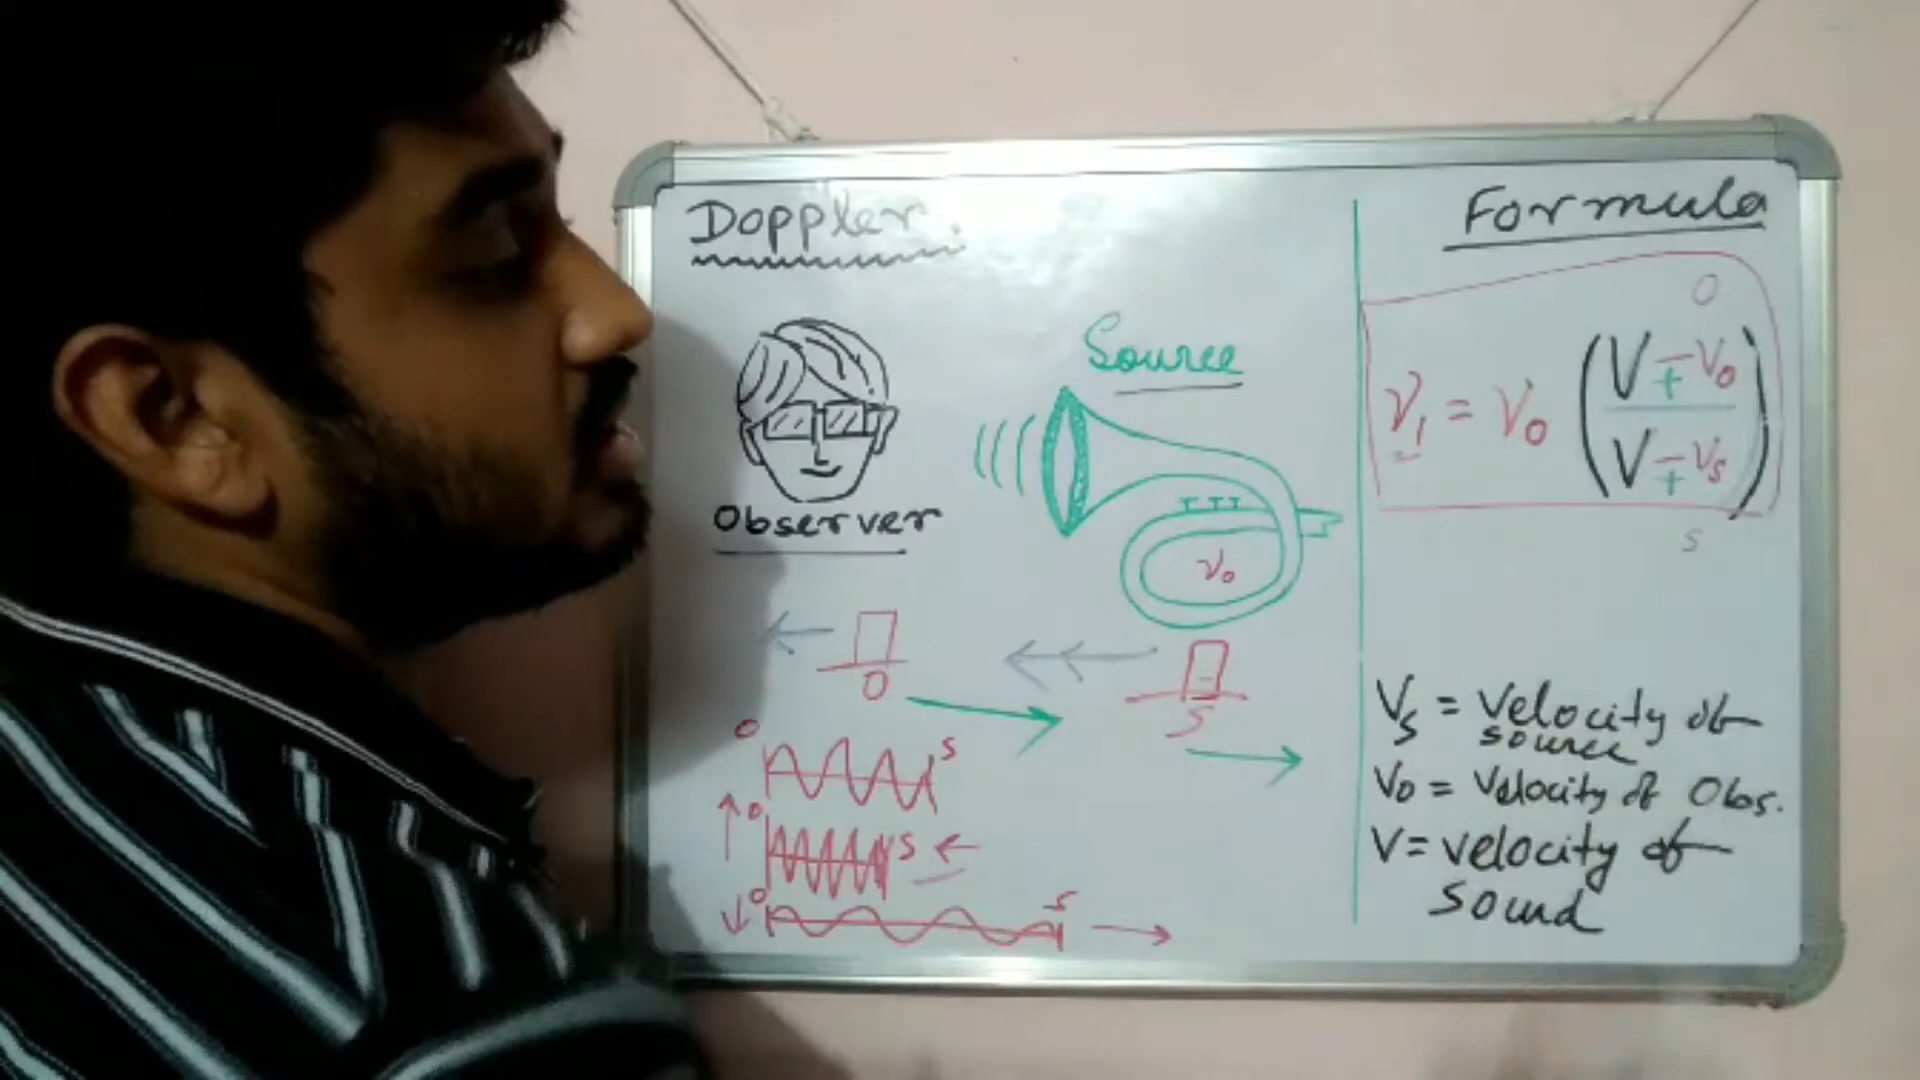 Doppler.
Observer
Source
ν₀
O
S
O S
O S
O S
Formula
O
ν₁ = ν₀ (V ∓ V₀ / V ∓ Vₛ)
S
Vₛ = Velocity of
source
V₀ = Velocity of Obs.
V = velocity of
sound